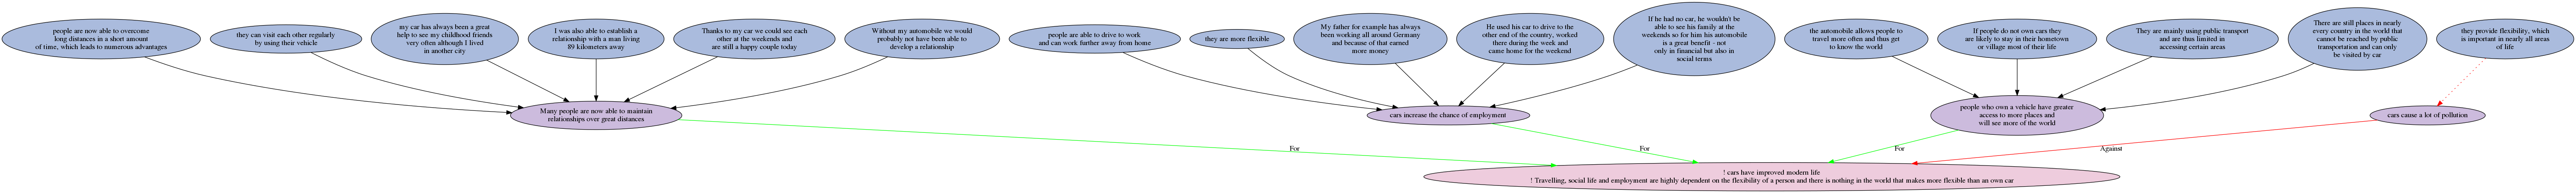 people are now able to overcome
long distances in a short amount
of time, which leads to numerous advantages
they can visit each other regularly
by using their vehicle
my car has always been a great
help to see my childhood friends
very often although I lived
in another city
I was also able to establish a
relationship with a man living
89 kilometers away
Thanks to my car we could see each
other at the weekends and
are still a happy couple today
Without my automobile we would
probably not have been able to
develop a relationship
people are able to drive to work
and can work further away from home
they are more flexible
My father for example has always
been working all around Germany
and because of that earned
more money
He used his car to drive to the
other end of the country, worked
there during the week and
came home for the weekend
If he had no car, he wouldn't be
able to see his family at the
weekends so for him his automobile
is a great benefit - not
only in financial but also in
social terms
the automobile allows people to
travel more often and thus get
to know the world
If people do not own cars they
are likely to stay in their hometown
or village most of their life
They are mainly using public transport
and are thus limited in
accessing certain areas
There are still places in nearly
every country in the world that
cannot be reached by public
transportation and can only
be visited by car
they provide flexibility, which
is important in nearly all areas
of life
Many people are now able to maintain
relationships over great distances
cars increase the chance of employment
people who own a vehicle have greater
access to more places and
will see more of the world
cars cause a lot of pollution
For
For
For
Against
! cars have improved modern life
! Travelling, social life and employment are highly dependent on the flexibility of a person and there is nothing in the world that makes more flexible than an own car